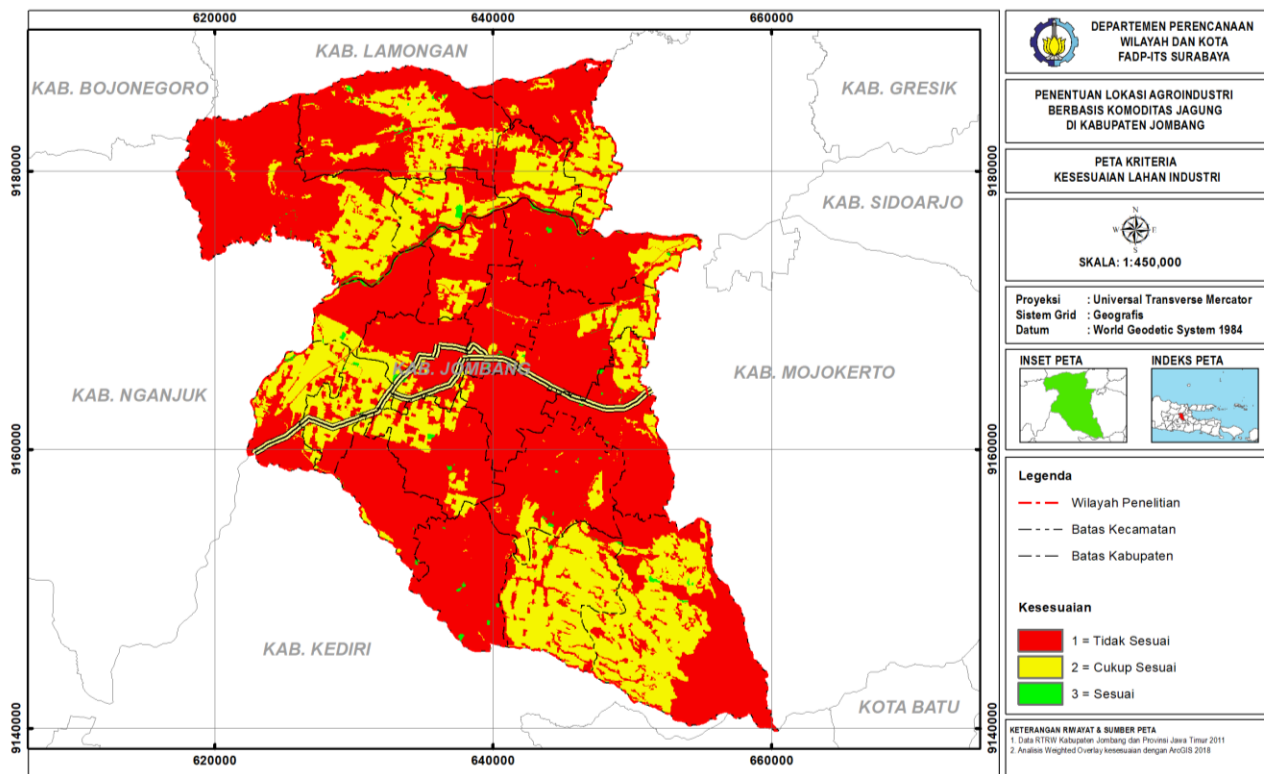 620000
640000
660000
KAB. LAMONGAN
KAB. BOJONEGORO
KAB. GRESIK
9180000
9180000
KAB. SIDOARJO
KAB. JOMBANG
KAB. NGANJUK
KAB. MOJOKERTO
9160000
9160000
KAB. KEDIRI
KOTA BATU
9140000
9140000
620000
640000
660000
DEPARTEMEN PERENCANAAN
WILAYAH DAN KOTA
FADP-ITS SURABAYA
PENENTUAN LOKASI AGROINDUSTRI
BERBASIS KOMODITAS JAGUNG
DI KABUPATEN JOMBANG
PETA KRITERIA
KESESUAIAN LAHAN INDUSTRI
N
W E
S
SKALA: 1:450,000
Proyeksi : Universal Transverse Mercator
Sistem Grid : Geografis
Datum : World Geodetic System 1984
INSET PETA INDEKS PETA
Legenda
Wilayah Penelitian
Batas Kecamatan
Batas Kabupaten
Kesesuaian
1 = Tidak Sesuai
2 = Cukup Sesuai
3 = Sesuai
KETERANGAN RIWAYAT & SUMBER PETA
1. Data RTRW Kabupaten Jombang dan Provinsi Jawa Timur 2011
2. Analisis Weighted Overlay kesesuaian dengan ArcGIS 2018